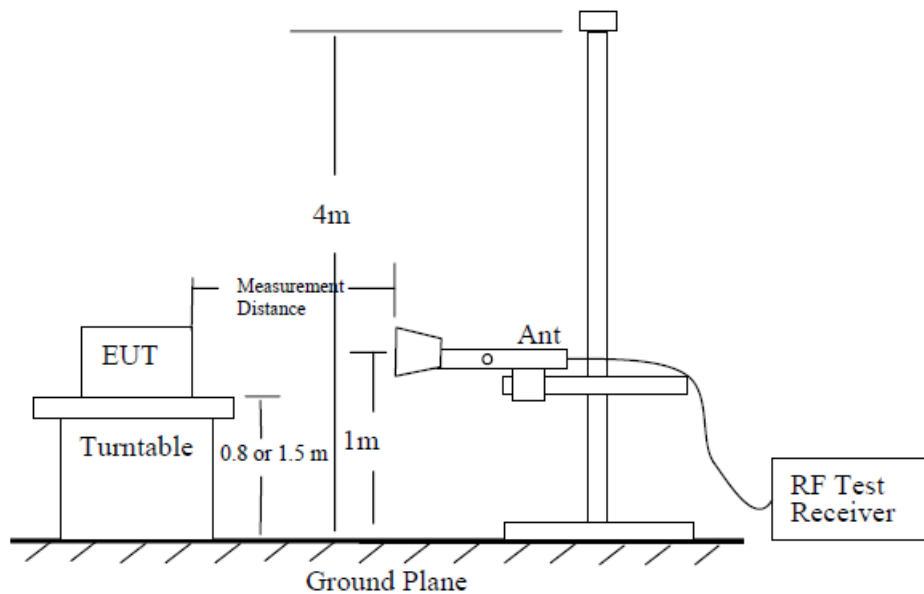 4m
Measurement
Distance
EUT
Ant
Turntable
0.8 or 1.5 m
1m
RF Test
Receiver
Ground Plane